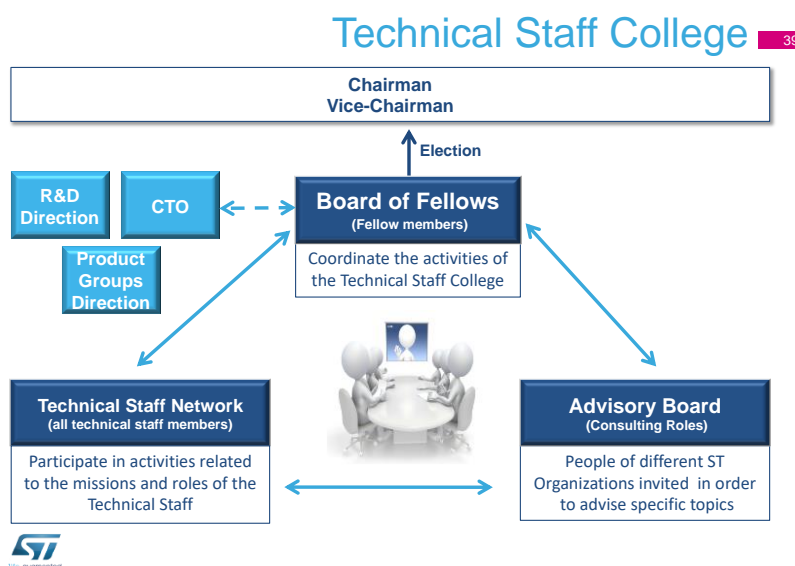 Technical Staff College
39
Chairman
Vice-Chairman
Election
R&D
Direction
CTO
Product
Groups
Direction
Board of Fellows
(Fellow members)
Coordinate the activities of
the Technical Staff College
Technical Staff Network
(all technical staff members)
Participate in activities related
to the missions and roles of the
Technical Staff
Advisory Board
(Consulting Roles)
People of different ST
Organizations invited in order
to advise specific topics
ST